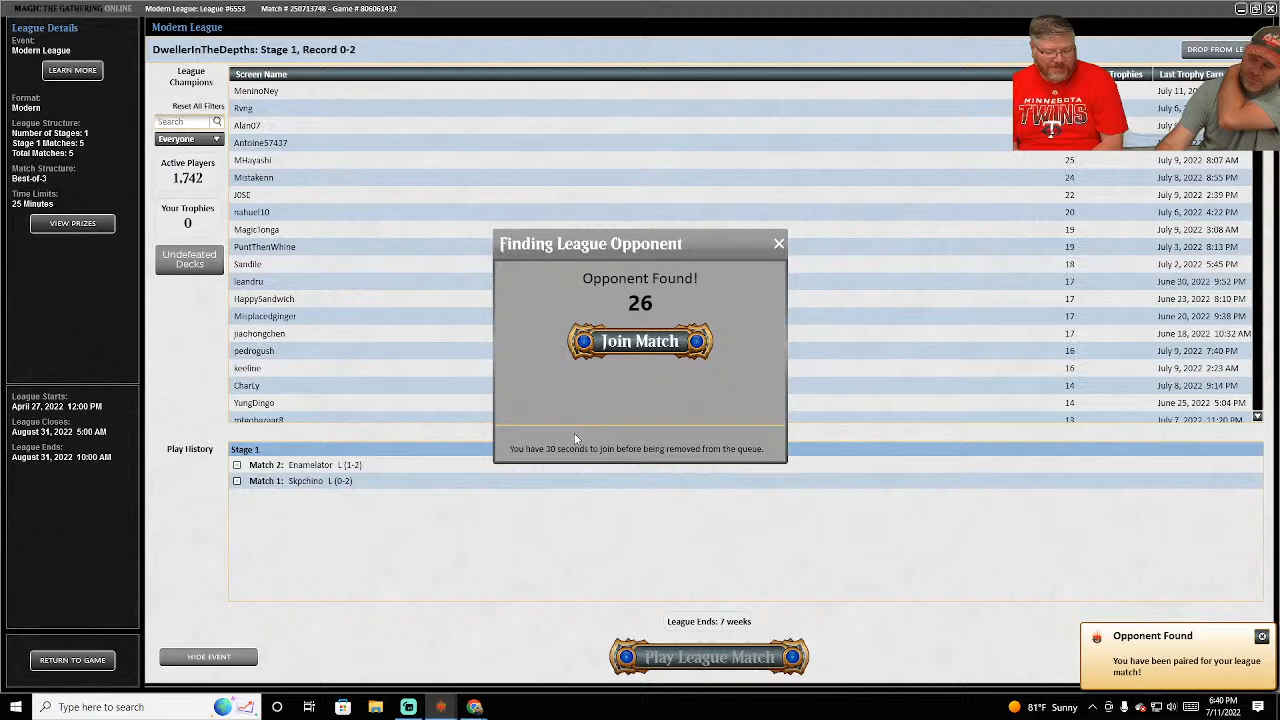 MAGIC THE GATHERING ONLINE Modern League: League #6553 Match # 250713748 - Game # 806061432
League Details
Event:
Modern League
LEARN MORE
Format:
Modern
League Structure:
Number of Stages: 1
Stage 1 Matches: 5
Total Matches: 5
Match Structure:
Best-of-3
Time Limits:
25 Minutes
VIEW PRIZES
League Starts:
April 27, 2022 12:00 PM
League Closes:
August 31, 2022 5:00 AM
League Ends:
August 31, 2022 10:00 AM
RETURN TO GAME
Modern League
DwellerInTheDepths: Stage 1, Record 0-2
DROP FROM LE
League
Champions
Reset All Filters
Search
Everyone
Active Players
1,742
Your Trophies
0
Undefeated
Decks
Screen Name Trophies Last Trophy Earn
MeninoNey July 11,
Rvng July 6,
Alan07 July
Antoine57437 July
MHayashi 25 July 9, 2022 8:07 AM
Mistakenn 24 July 9, 2022 8:55 PM
J0SE 22 July 9, 2022 2:39 PM
nahuel10 20 July 6, 2022 4:22 PM
MagicTonga 19 July 9, 2022 3:08 AM
PuntThenWhine 19 July 3, 2022 8:13 PM
Sandile 18 July 2, 2022 5:45 PM
leandru 17 June 30, 2022 9:52 PM
HappySandwich 17 June 23, 2022 8:10 PM
Misplacedginger 17 June 20, 2022 9:38 PM
jiaohongchen 17 June 18, 2022 10:32 AM
pedrogush 16 July 9, 2022 7:40 PM
keeline 16 July 9, 2022 2:23 AM
CharLy 14 July 8, 2022 9:14 PM
YungDingo 14 June 25, 2022 5:04 PM
mtgobazaar8 13 July 7, 2022 11:20 PM
MINNESOTA
TWINS
Finding League Opponent
Opponent Found!
26
Join Match
You have 30 seconds to join before being removed from the queue.
Play History
Stage 1
Match 2: Enamelator L (1-2)
Match 1: Skpchino L (0-2)
League Ends: 7 weeks
HIDE EVENT
Play League Match
Opponent Found
You have been paired for your league
match!
Type here to search
81°F Sunny
6:40 PM
7/11/2022